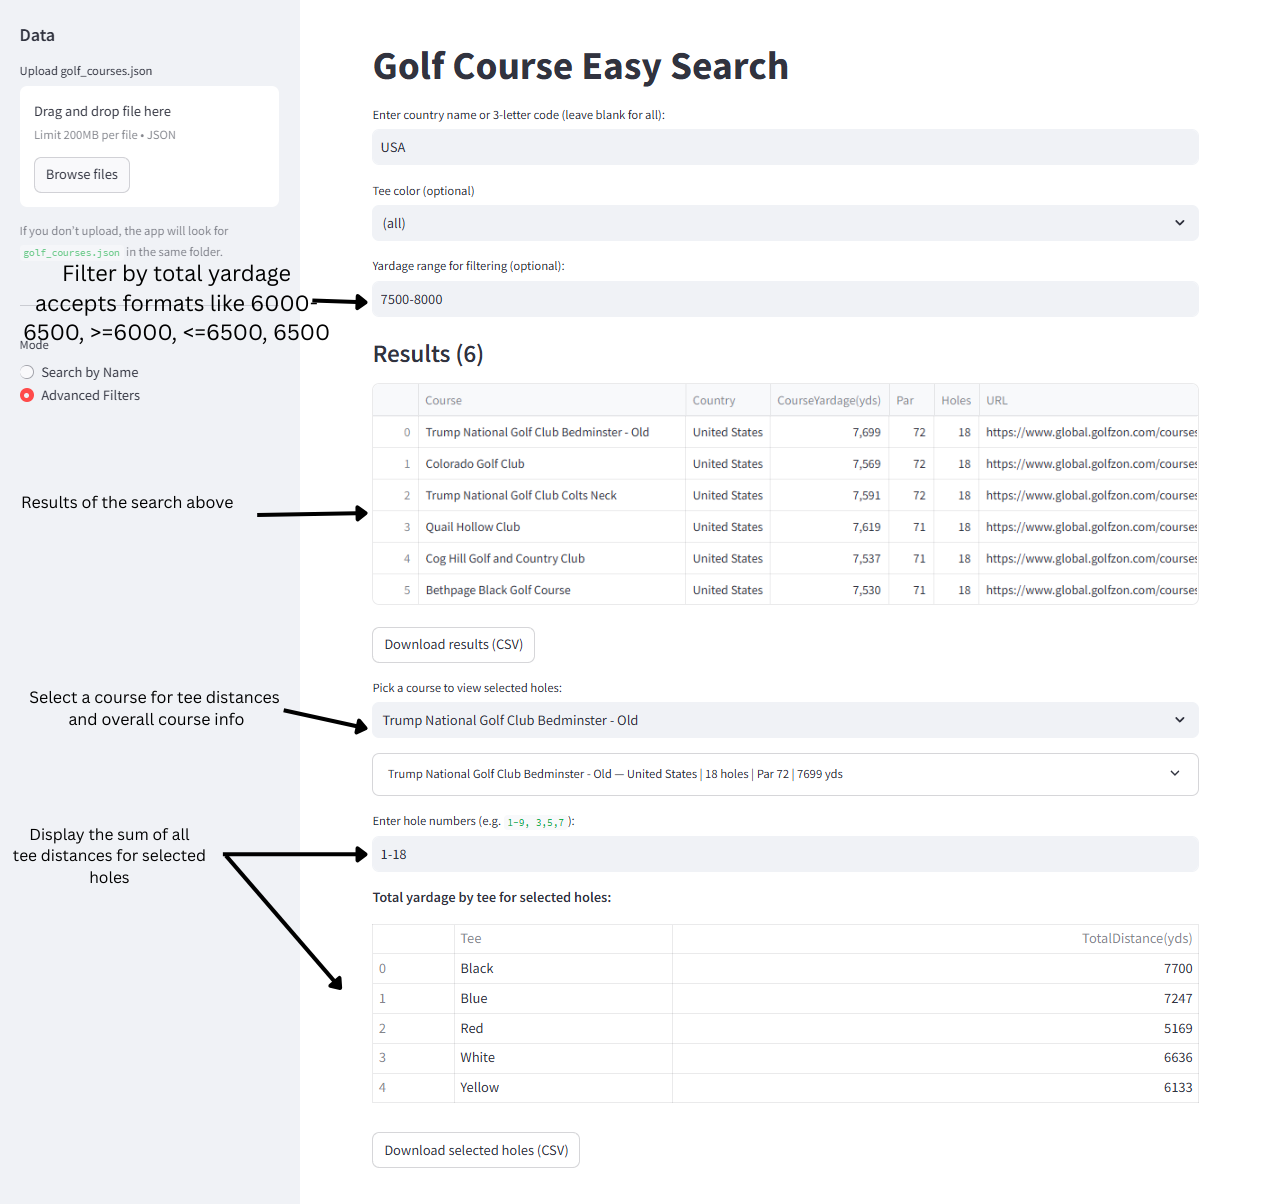 Data
Upload golf_courses.json
Drag and drop file here
Limit 200MB per file • JSON
Browse files
If you don't upload, the app will look for
golf_courses.json in the same folder.
Filter by total yardage
accepts formats like 6000-
6500, >=6000, <=6500, 6500
Mode
Search by Name
Advanced Filters
Results of the search above
Select a course for tee distances
and overall course info
Display the sum of all
tee distances for selected
holes
Golf Course Easy Search
Enter country name or 3-letter code (leave blank for all):
USA
Tee color (optional)
(all)
Yardage range for filtering (optional):
7500-8000
Results (6)
Course Country CourseYardage(yds) Par Holes URL
0 Trump National Golf Club Bedminster - Old United States 7,699 72 18 https://www.global.golfzon.com/courses
1 Colorado Golf Club United States 7,569 72 18 https://www.global.golfzon.com/courses
2 Trump National Golf Club Colts Neck United States 7,591 72 18 https://www.global.golfzon.com/courses
3 Quail Hollow Club United States 7,619 71 18 https://www.global.golfzon.com/courses
4 Cog Hill Golf and Country Club United States 7,537 71 18 https://www.global.golfzon.com/courses
5 Bethpage Black Golf Course United States 7,530 71 18 https://www.global.golfzon.com/courses
Download results (CSV)
Pick a course to view selected holes:
Trump National Golf Club Bedminster - Old
Trump National Golf Club Bedminster - Old — United States | 18 holes | Par 72 | 7699 yds
Enter hole numbers (e.g. 1-9, 3,5,7 ):
1-18
Total yardage by tee for selected holes:
Tee TotalDistance(yds)
0 Black 7700
1 Blue 7247
2 Red 5169
3 White 6636
4 Yellow 6133
Download selected holes (CSV)